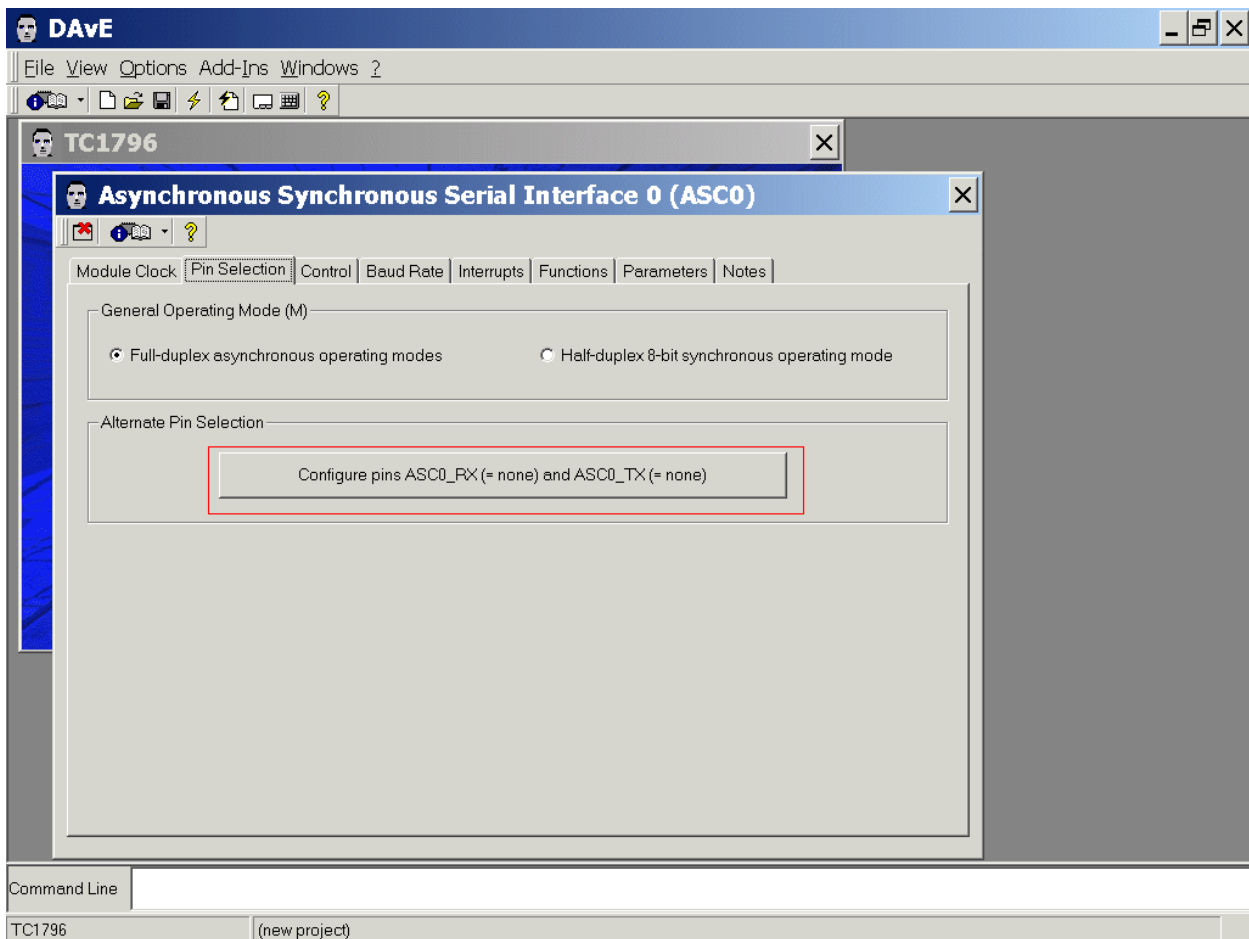 DAvE
File View Options Add-Ins Windows ?
TC1796
Asynchronous Synchronous Serial Interface 0 (ASC0)
Module Clock Pin Selection Control Baud Rate Interrupts Functions Parameters Notes
General Operating Mode (M)
Full-duplex asynchronous operating modes Half-duplex 8-bit synchronous operating mode
Alternate Pin Selection
Configure pins ASC0_RX (= none) and ASC0_TX (= none)
Command Line
TC1796 (new project)